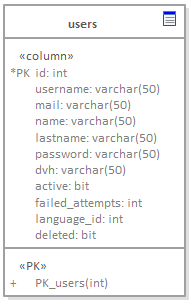 users
«column»
*PK id: int
username: varchar(50)
mail: varchar(50)
name: varchar(50)
lastname: varchar(50)
password: varchar(50)
dvh: varchar(50)
active: bit
failed_attempts: int
language_id: int
deleted: bit
«PK»
+ PK_users(int)